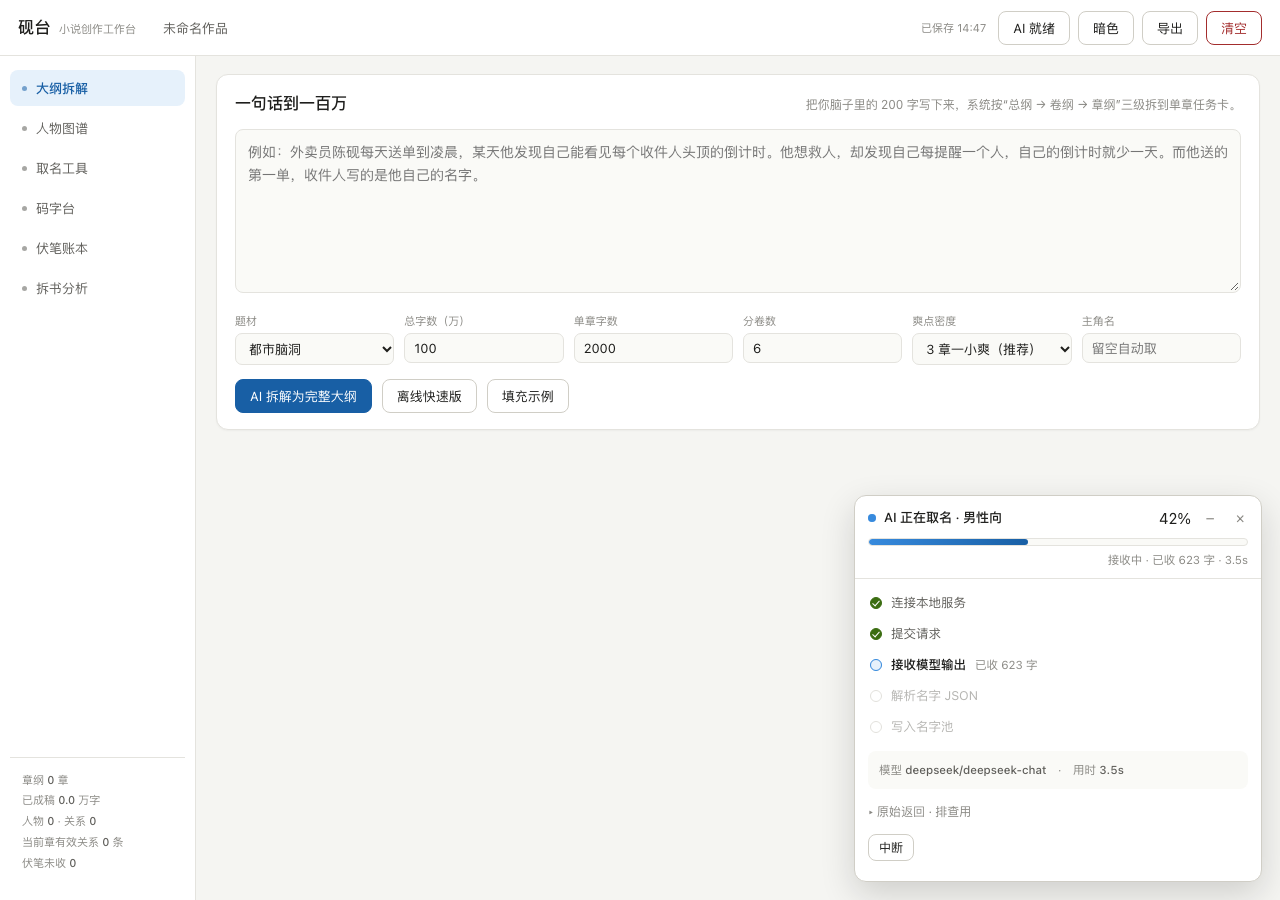 砚台 小说创作工作台 未命名作品 已保存 14:47 AI 就绪 暗色 导出 清空
大纲拆解
人物图谱
取名工具
码字台
伏笔账本
拆书分析
章纲 0 章
已成稿 0.0 万字
人物 0 · 关系 0
当前章有效关系 0 条
伏笔未收 0
一句话到一百万 把你脑子里的 200 字写下来，系统按“总纲 → 卷纲 → 章纲”三级拆到单章任务卡。
例如：外卖员陈砚每天送单到凌晨，某天他发现自己能看见每个收件人头顶的倒计时。他想救人，却发现自己每提醒一个人，自己的倒计时就少一天。而他送的
第一单，收件人写的是他自己的名字。
题材 总字数（万） 单章字数 分卷数 爽点密度 主角名
都市脑洞 100 2000 6 3 章一小爽（推荐） 留空自动取
AI 拆解为完整大纲 离线快速版 填充示例
AI 正在取名 · 男性向 42% − ×
接收中 · 已收 623 字 · 3.5s
连接本地服务
提交请求
接收模型输出 已收 623 字
解析名字 JSON
写入名字池
模型 deepseek/deepseek-chat · 用时 3.5s
▸ 原始返回 · 排查用
中断